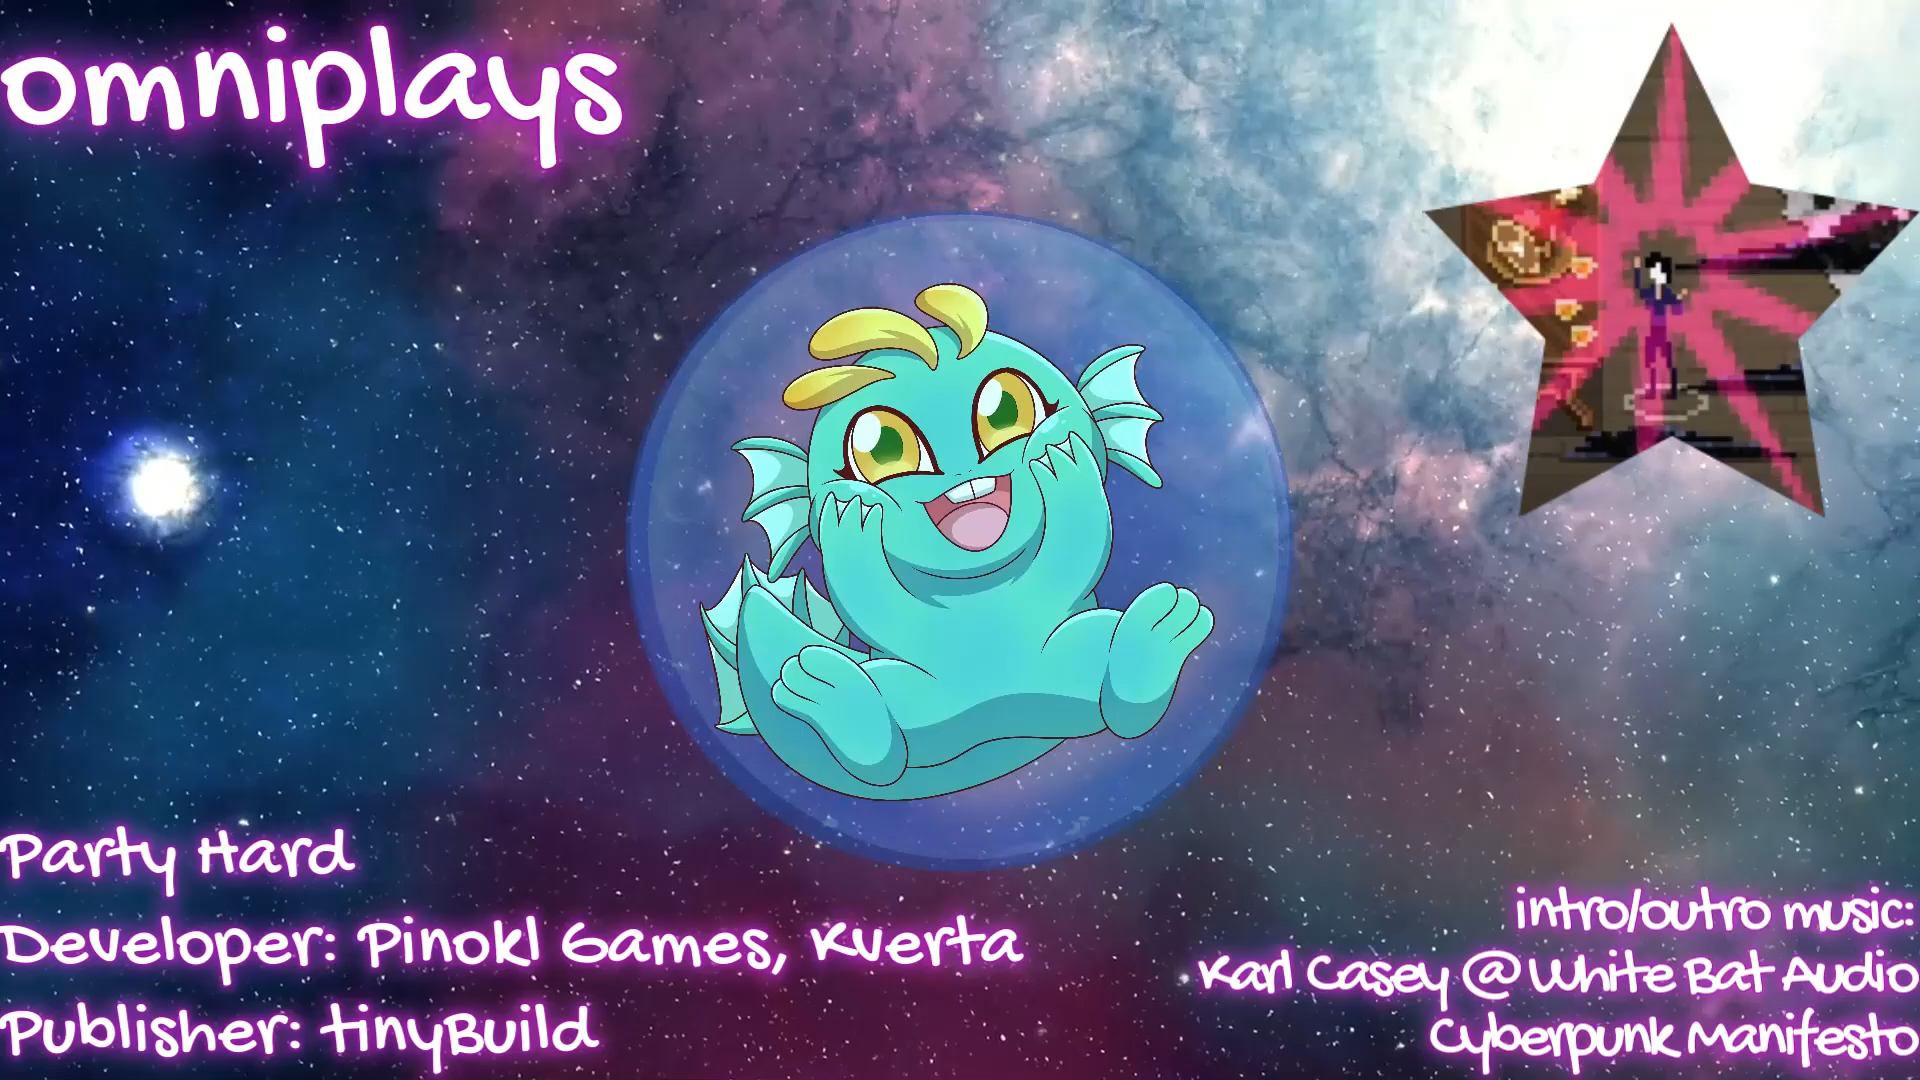 omniplays
Party Hard
Developer: Pinokl Games, Kverta
Publisher: tinyBuild
intro/outro music:
Karl Casey @ White Bat Audio
Cyberpunk Manifesto